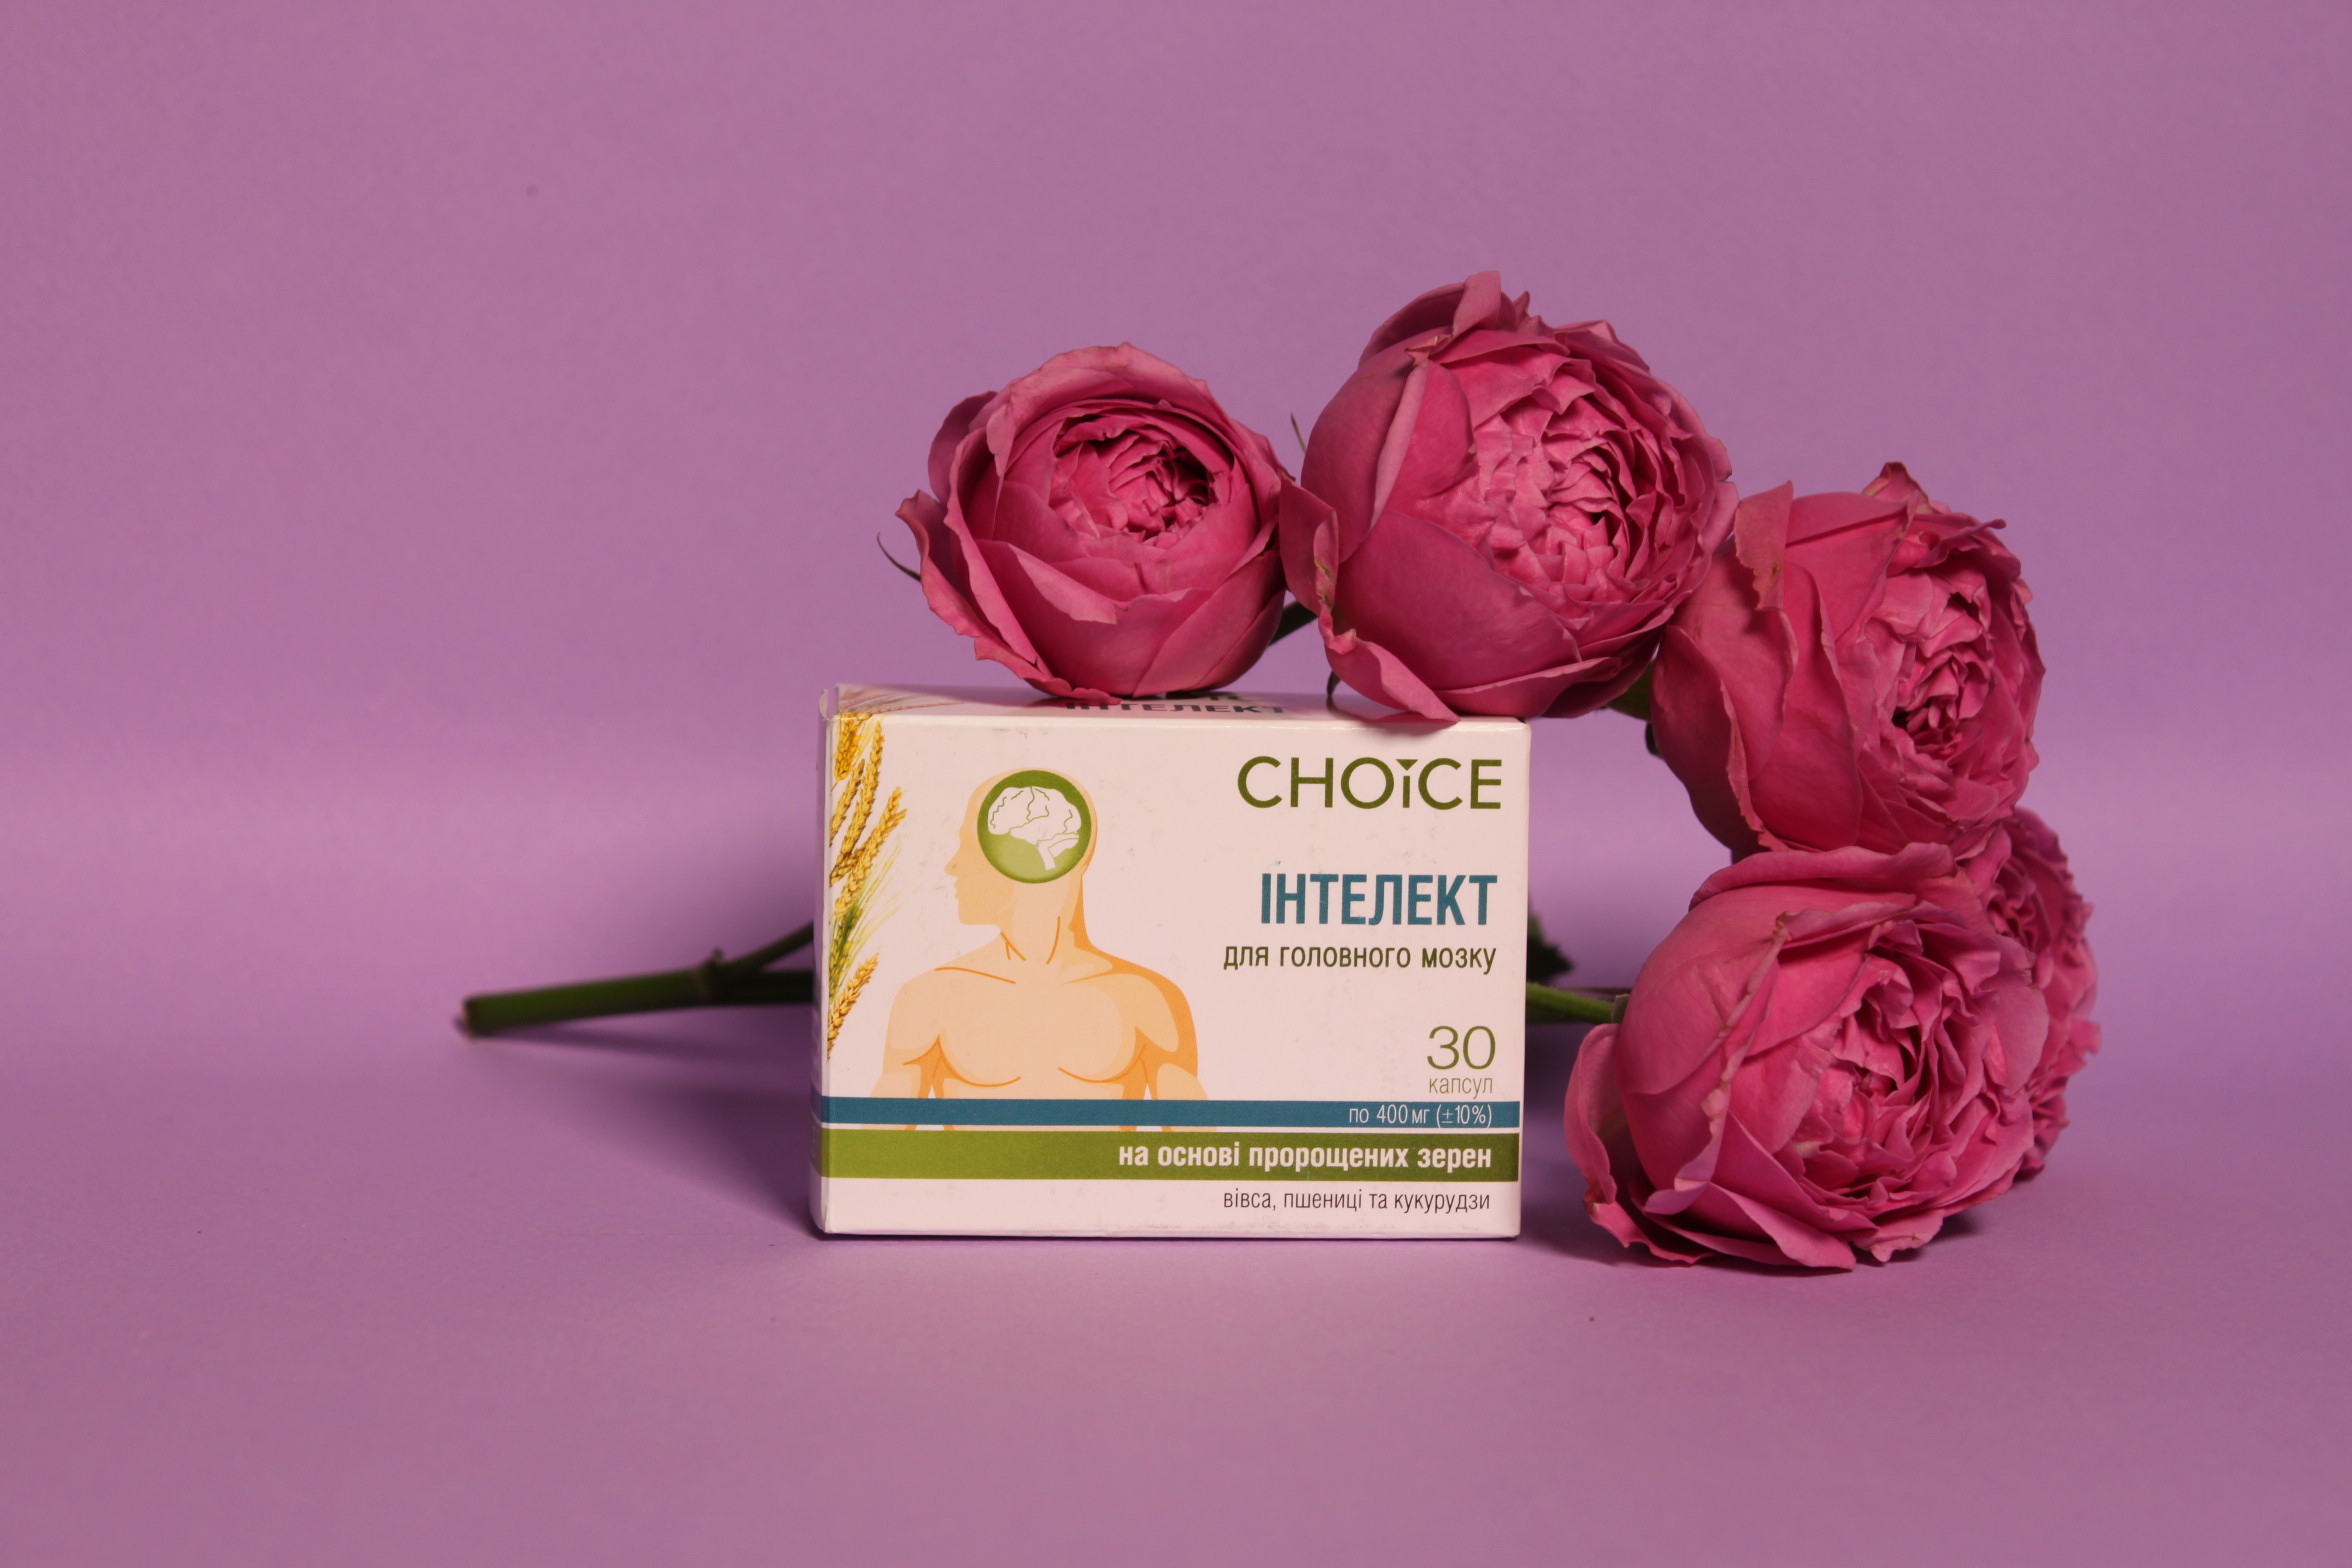 ІНТЕЛЕКТ
CHOICE
ІНТЕЛЕКТ
для головного мозку
30
капсул
по 400 мг (±10%)
на основі пророщених зерен
вівса, пшениці та кукурудзи